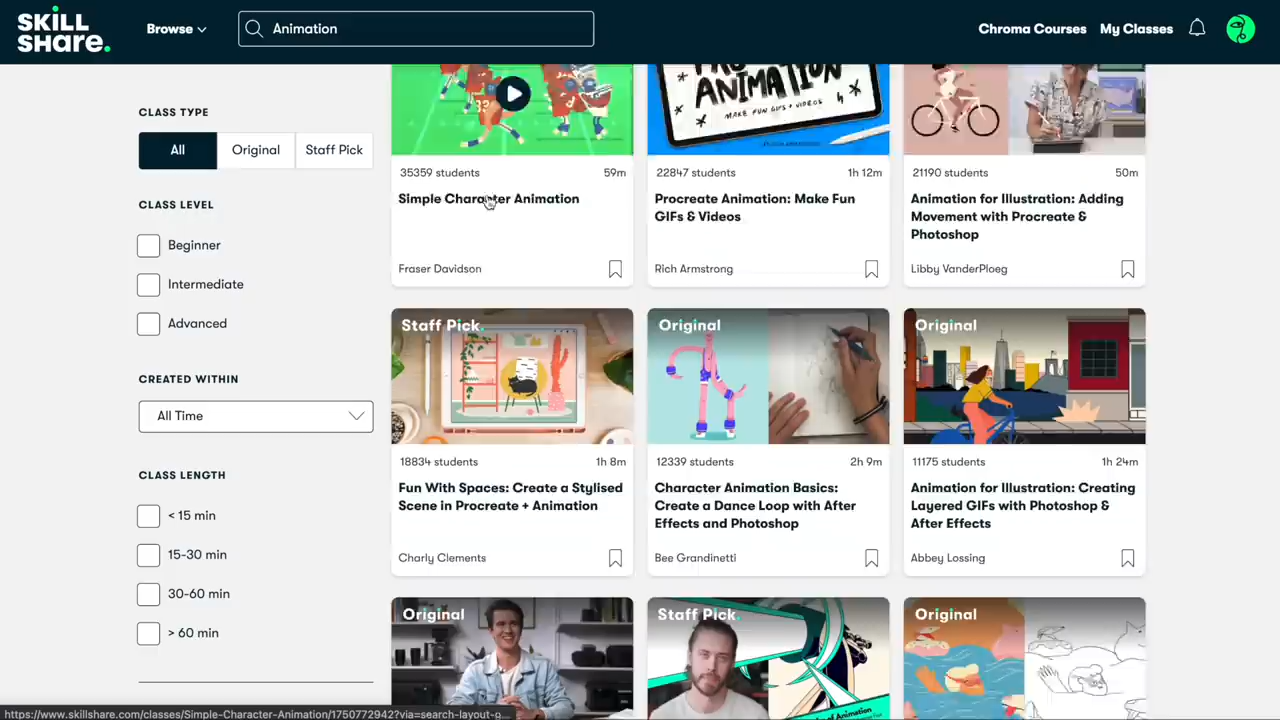 SKILL
SHARE.
Browse
Animation
Chroma Courses
My Classes
CLASS TYPE
All
Original
Staff Pick
CLASS LEVEL
Beginner
Intermediate
Advanced
CREATED WITHIN
All Time
CLASS LENGTH
< 15 min
15-30 min
30-60 min
> 60 min
35359 students
59m
Simple Character Animation
Fraser Davidson
ANIMATION
MAKE FUN GIFS + VIDEOS
22847 students
1h 12m
Procreate Animation: Make Fun
GIFs & Videos
Rich Armstrong
21190 students
50m
Animation for Illustration: Adding
Movement with Procreate &
Photoshop
Libby VanderPloeg
Staff Pick.
18834 students
1h 8m
Fun With Spaces: Create a Stylised
Scene in Procreate + Animation
Charly Clements
Original
12339 students
2h 9m
Character Animation Basics:
Create a Dance Loop with After
Effects and Photoshop
Bee Grandinetti
Original
11175 students
1h 24m
Animation for Illustration: Creating
Layered GIFs with Photoshop &
After Effects
Abbey Lossing
Original
Staff Pick.
of Animation
Original
https://www.skillshare.com/classes/Simple-Character-Animation/1750772942?via=search-layout-g...